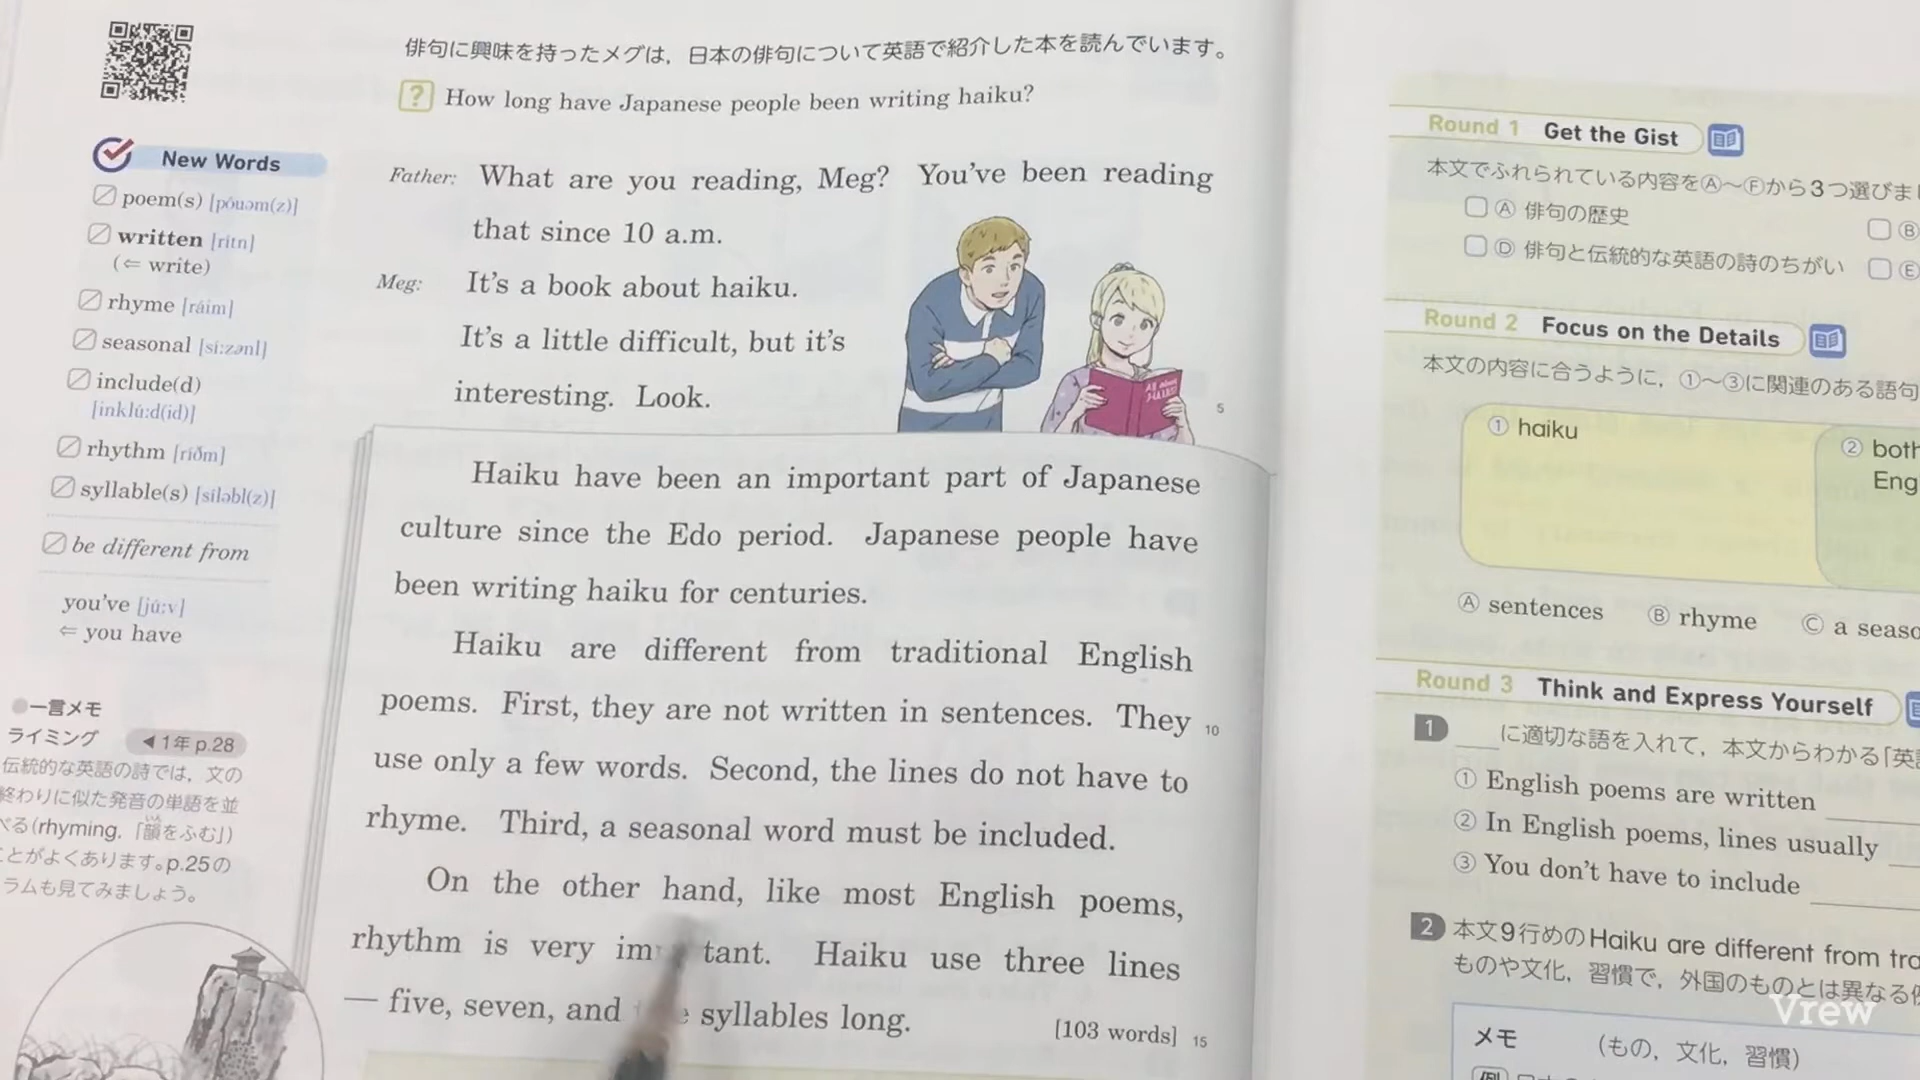 俳句に興味を持ったメグは，日本の俳句について英語で紹介した本を読んでいます。
? How long have Japanese people been writing haiku?
New Words
poem(s) [póuəm(z)]
written [rítn]
(⇐ write)
rhyme [ráim]
seasonal [síːzənl]
include(d)
[inklúːd(id)]
rhythm [ríðm]
syllable(s) [síləbl(z)]
be different from
you've [júːv]
⇐ you have
一言メモ
ライミング ◀1年 p.28
伝統的な英語の詩では，文の
終わりに似た発音の単語を並
べる(rhyming,「韻をふむ」)
ことがよくあります。p.25の
ラムも見てみましょう。
Father: What are you reading, Meg? You've been reading
that since 10 a.m.
Meg: It's a book about haiku.
It's a little difficult, but it's
interesting. Look.
5
Haiku have been an important part of Japanese
culture since the Edo period. Japanese people have
been writing haiku for centuries.
Haiku are different from traditional English
poems. First, they are not written in sentences. They
10
use only a few words. Second, the lines do not have to
rhyme. Third, a seasonal word must be included.
On the other hand, like most English poems,
rhythm is very im tant. Haiku use three lines
— five, seven, and syllables long.
[103 words] 15
Round 1 Get the Gist
本文でふれられている内容をⒶ～Ⓕから3つ選びまし
Ⓐ 俳句の歴史
Ⓑ
Ⓓ 俳句と伝統的な英語の詩のちがい
Ⓔ
Round 2 Focus on the Details
本文の内容に合うように，①～③に関連のある語句
① haiku
② both
Eng
Ⓐ sentences Ⓑ rhyme Ⓒ a seaso
Round 3 Think and Express Yourself
1 ___に適切な語を入れて，本文からわかる「英語
① English poems are written
② In English poems, lines usually
③ You don't have to include
2 本文9行めのHaiku are different from tra
ものや文化，習慣で，外国のものとは異なる例
メモ (もの，文化，習慣)
例
Vrew